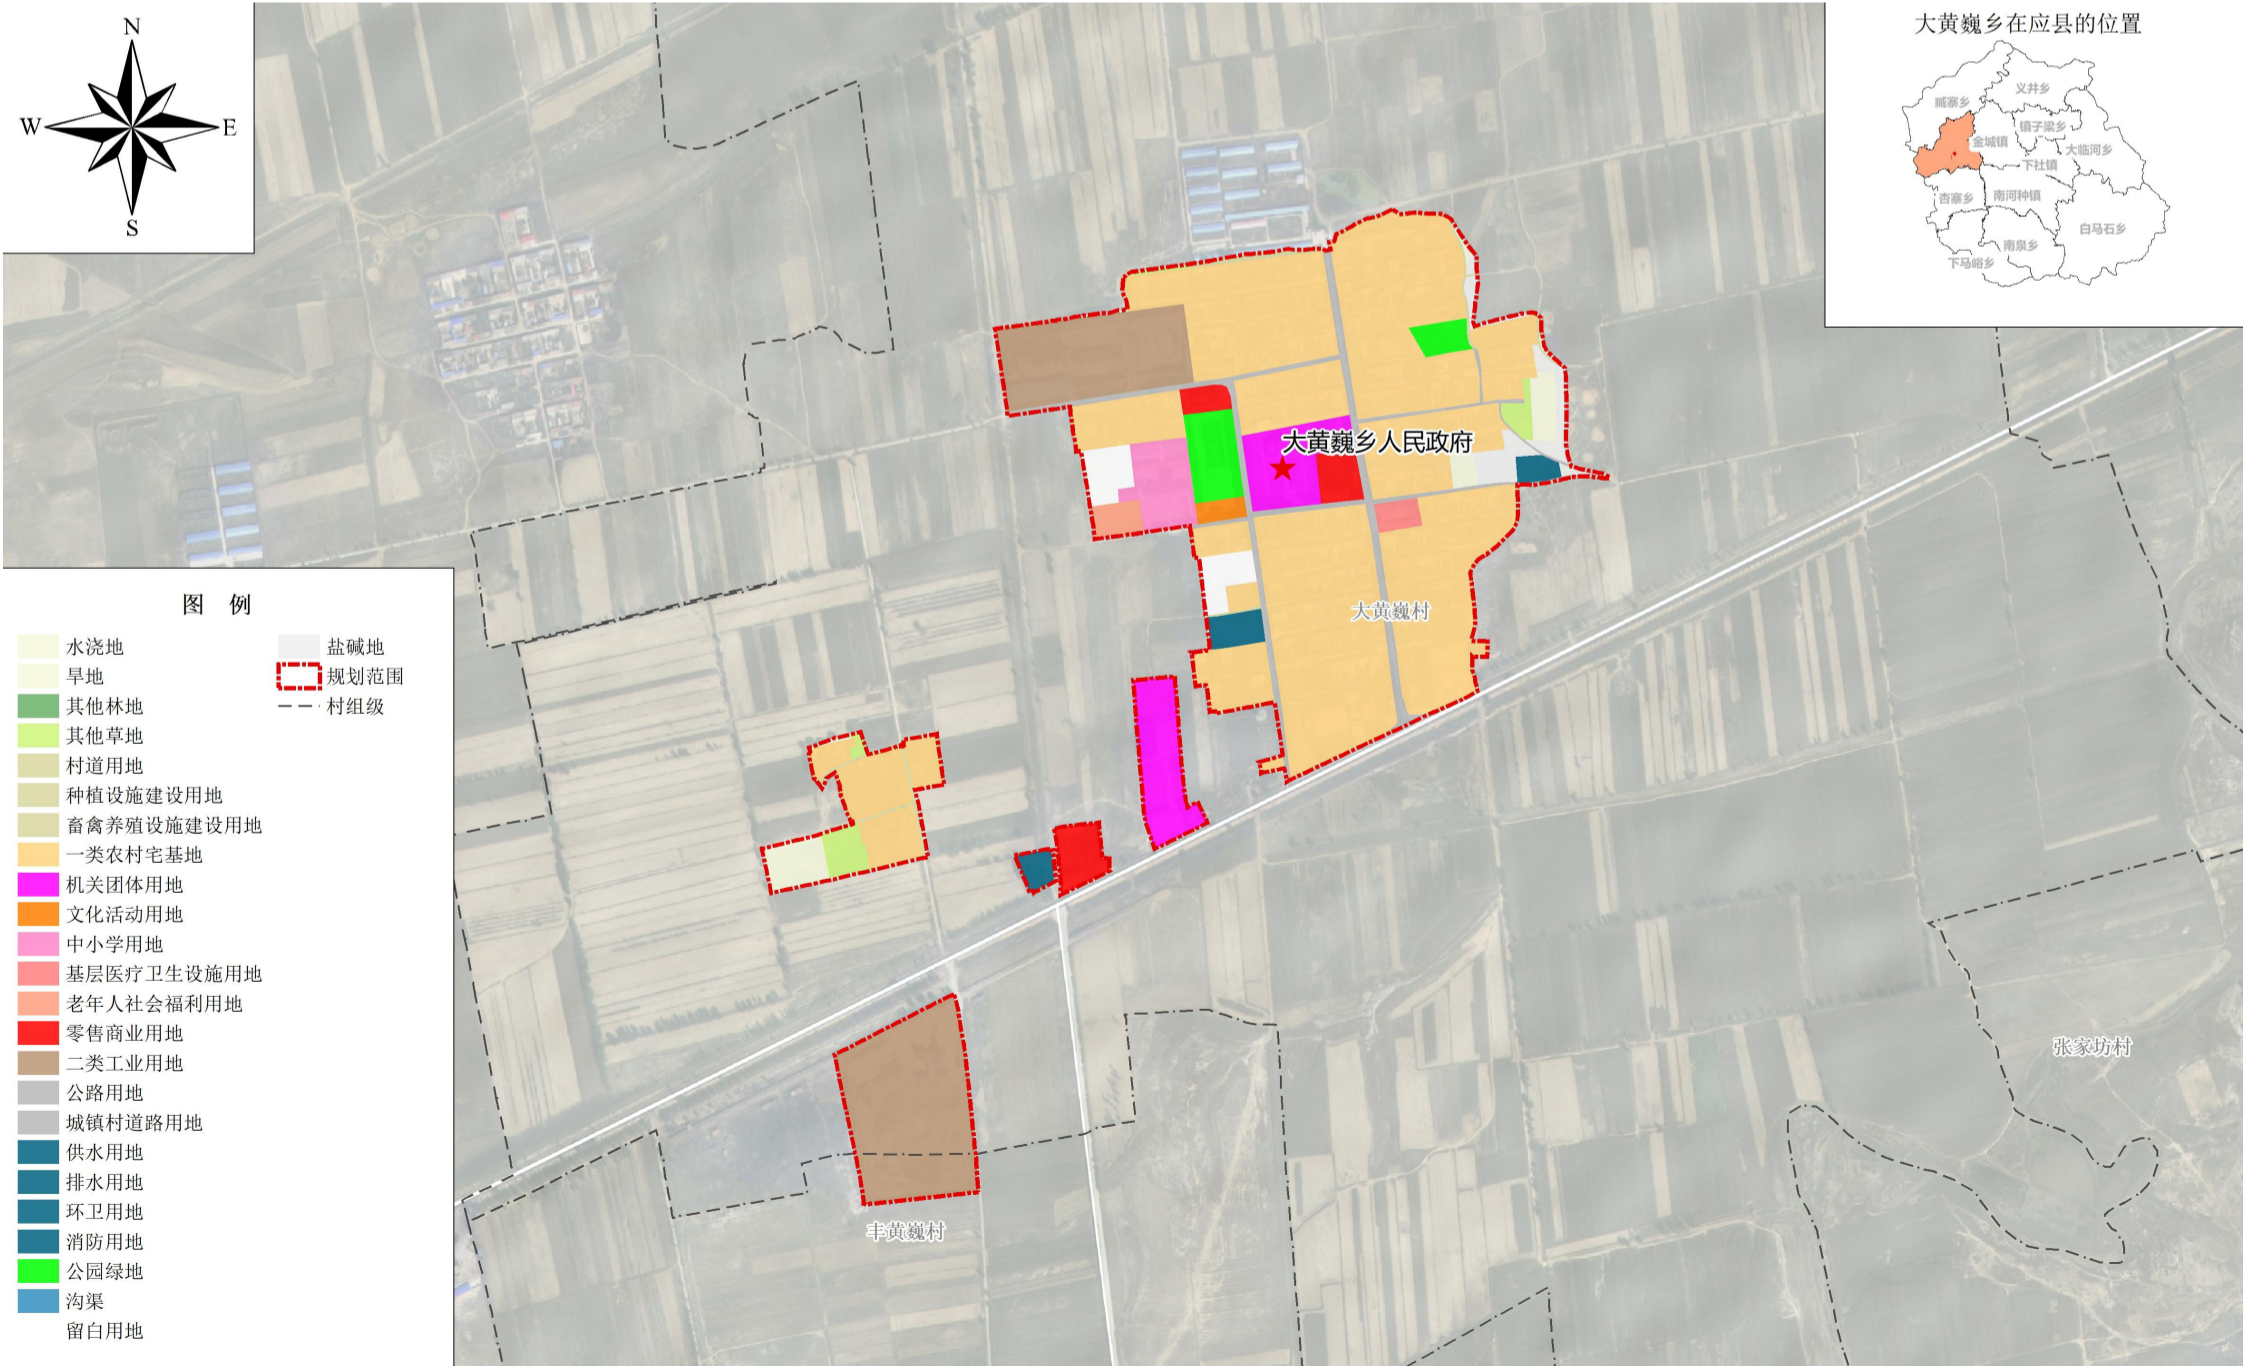 N
W
E
S
大黄巍乡在应县的位置
义井乡
臧寨乡
镇子梁乡
金城镇
大临河乡
下社镇
杏寨乡
南河种镇
白马石乡
南泉乡
下马峪乡
大黄巍乡人民政府
大黄巍村
张家坊村
丰黄巍村
图 例
水浇地
旱地
其他林地
其他草地
村道用地
种植设施建设用地
畜禽养殖设施建设用地
一类农村宅基地
机关团体用地
文化活动用地
中小学用地
基层医疗卫生设施用地
老年人社会福利用地
零售商业用地
二类工业用地
公路用地
城镇村道路用地
供水用地
排水用地
环卫用地
消防用地
公园绿地
沟渠
留白用地
盐碱地
规划范围
村组级